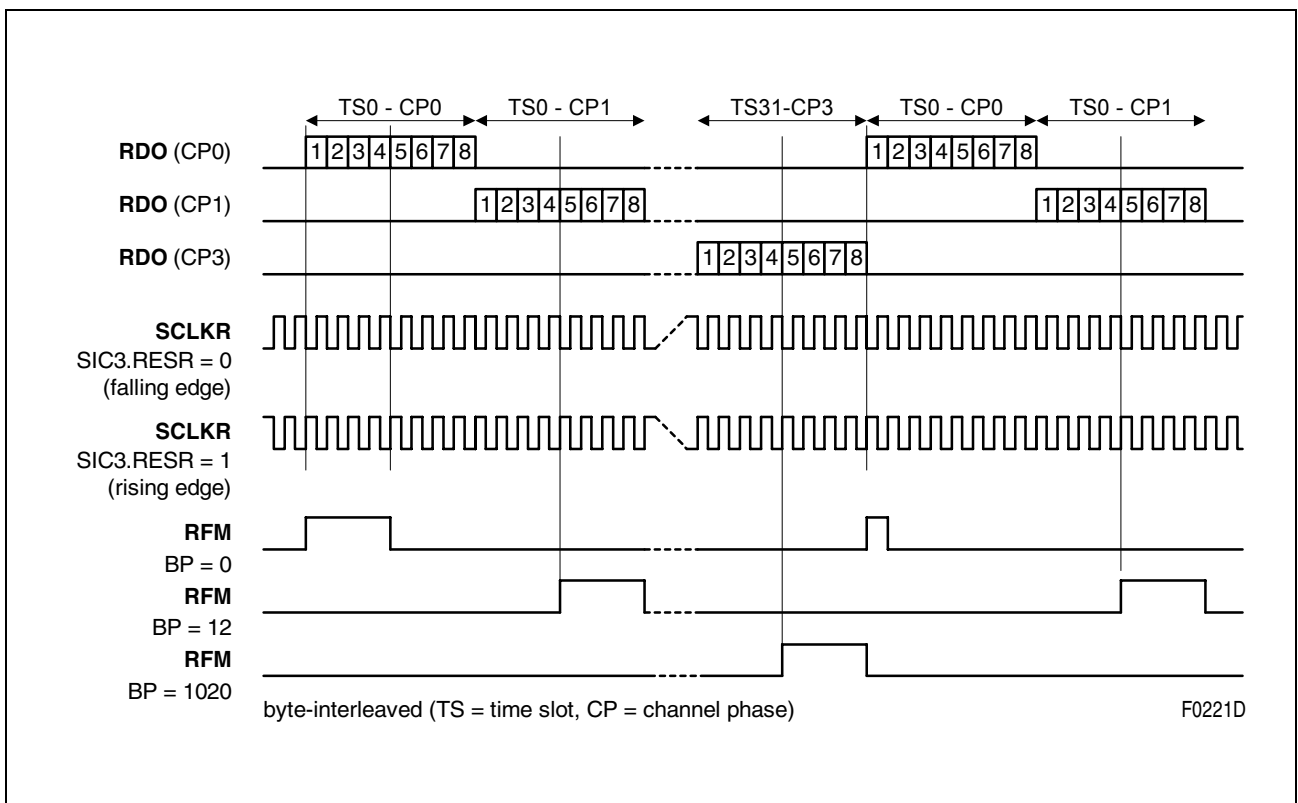 TS0 - CP0 TS0 - CP1 TS31-CP3 TS0 - CP0 TS0 - CP1
RDO (CP0) 1 2 3 4 5 6 7 8 1 2 3 4 5 6 7 8
RDO (CP1) 1 2 3 4 5 6 7 8 1 2 3 4 5 6 7 8
RDO (CP3) 1 2 3 4 5 6 7 8
SCLKR
SIC3.RESR = 0
(falling edge)
SCLKR
SIC3.RESR = 1
(rising edge)
RFM
BP = 0
RFM
BP = 12
RFM
BP = 1020
byte-interleaved (TS = time slot, CP = channel phase) F0221D